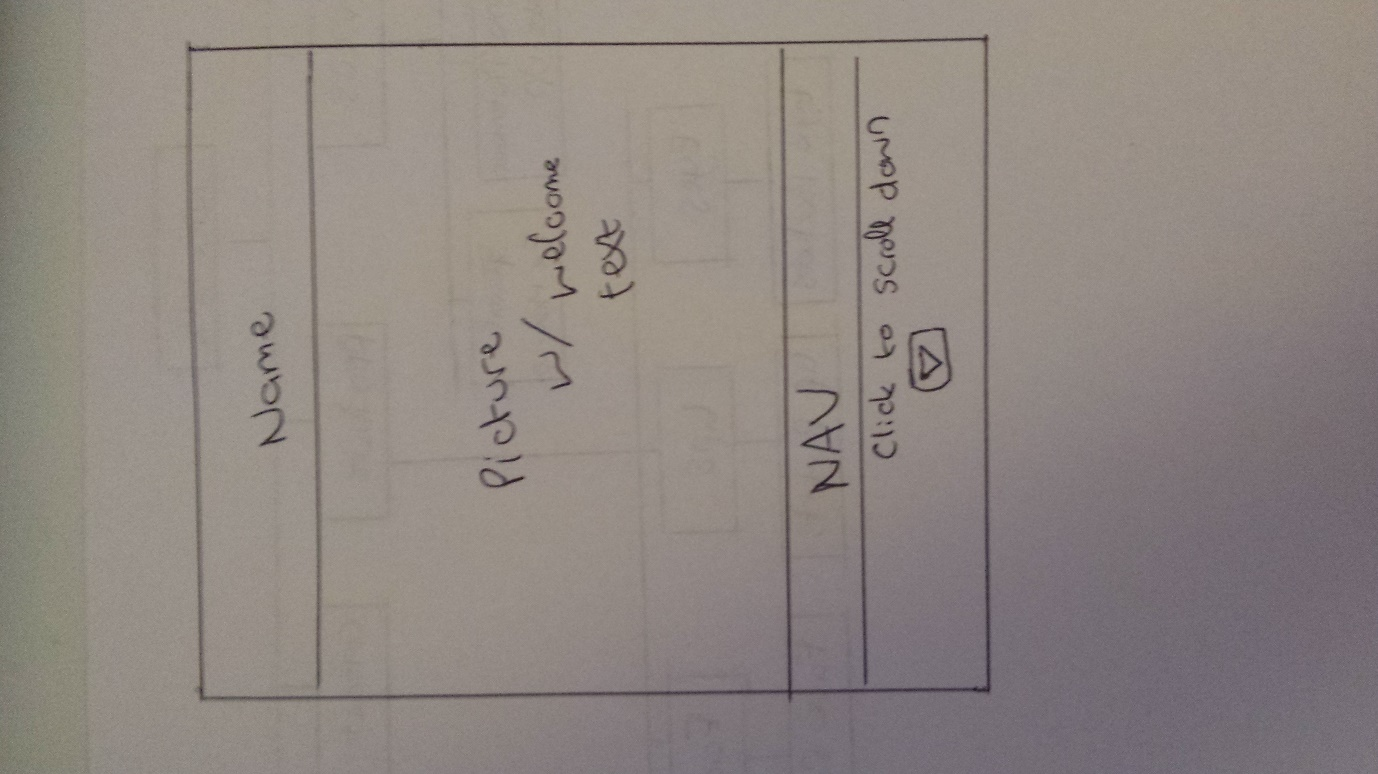 Name
Picture
w/ welcome
text
NAV
Click to scroll down